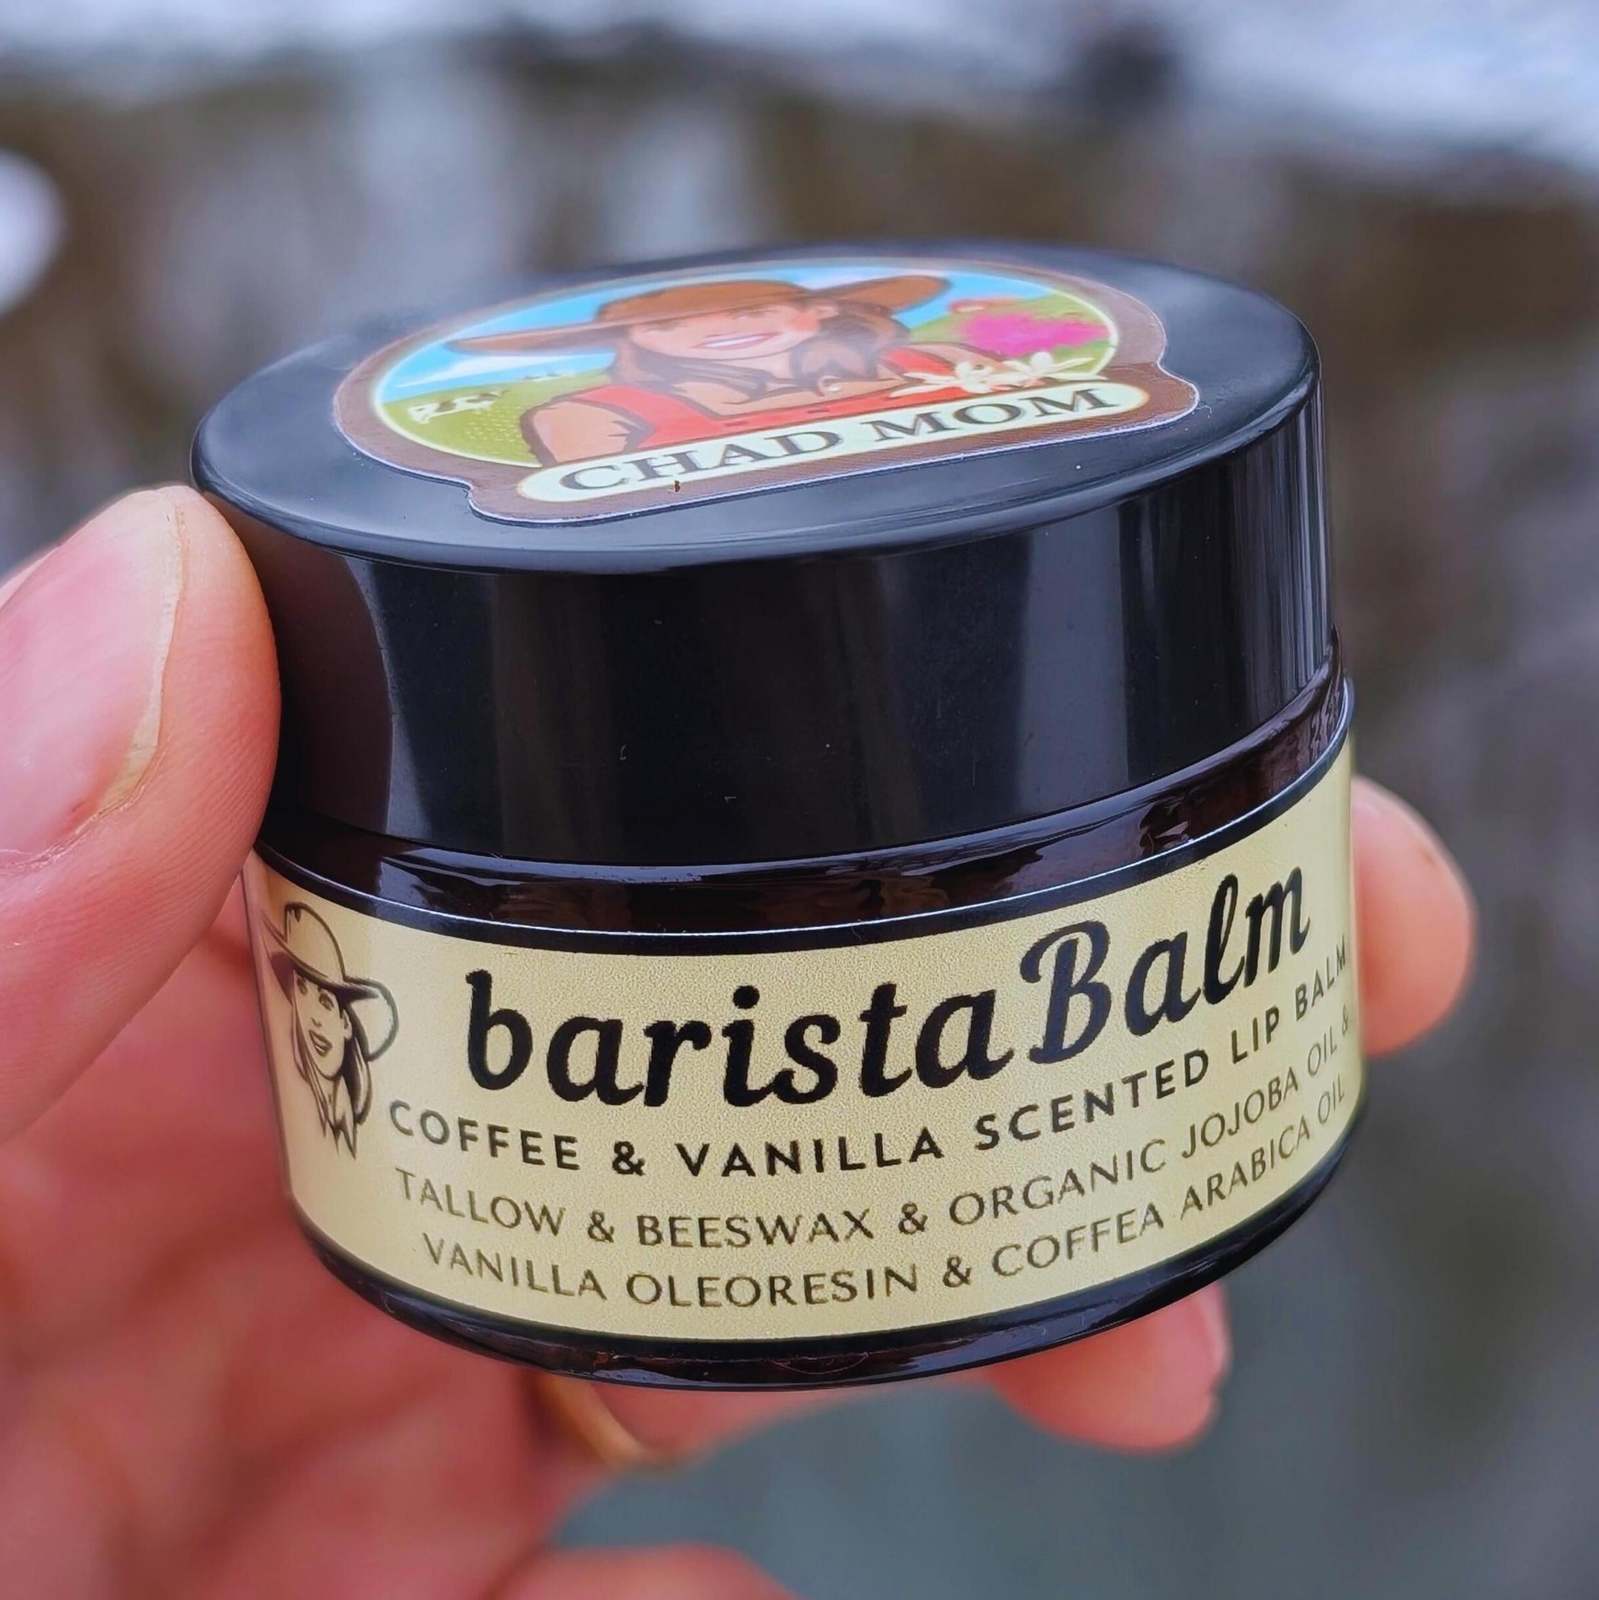 CHAD MOM
baristaBalm
COFFEE & VANILLA SCENTED LIP BALM
TALLOW & BEESWAX & ORGANIC JOJOBA OIL &
VANILLA OLEORESIN & COFFEA ARABICA OIL